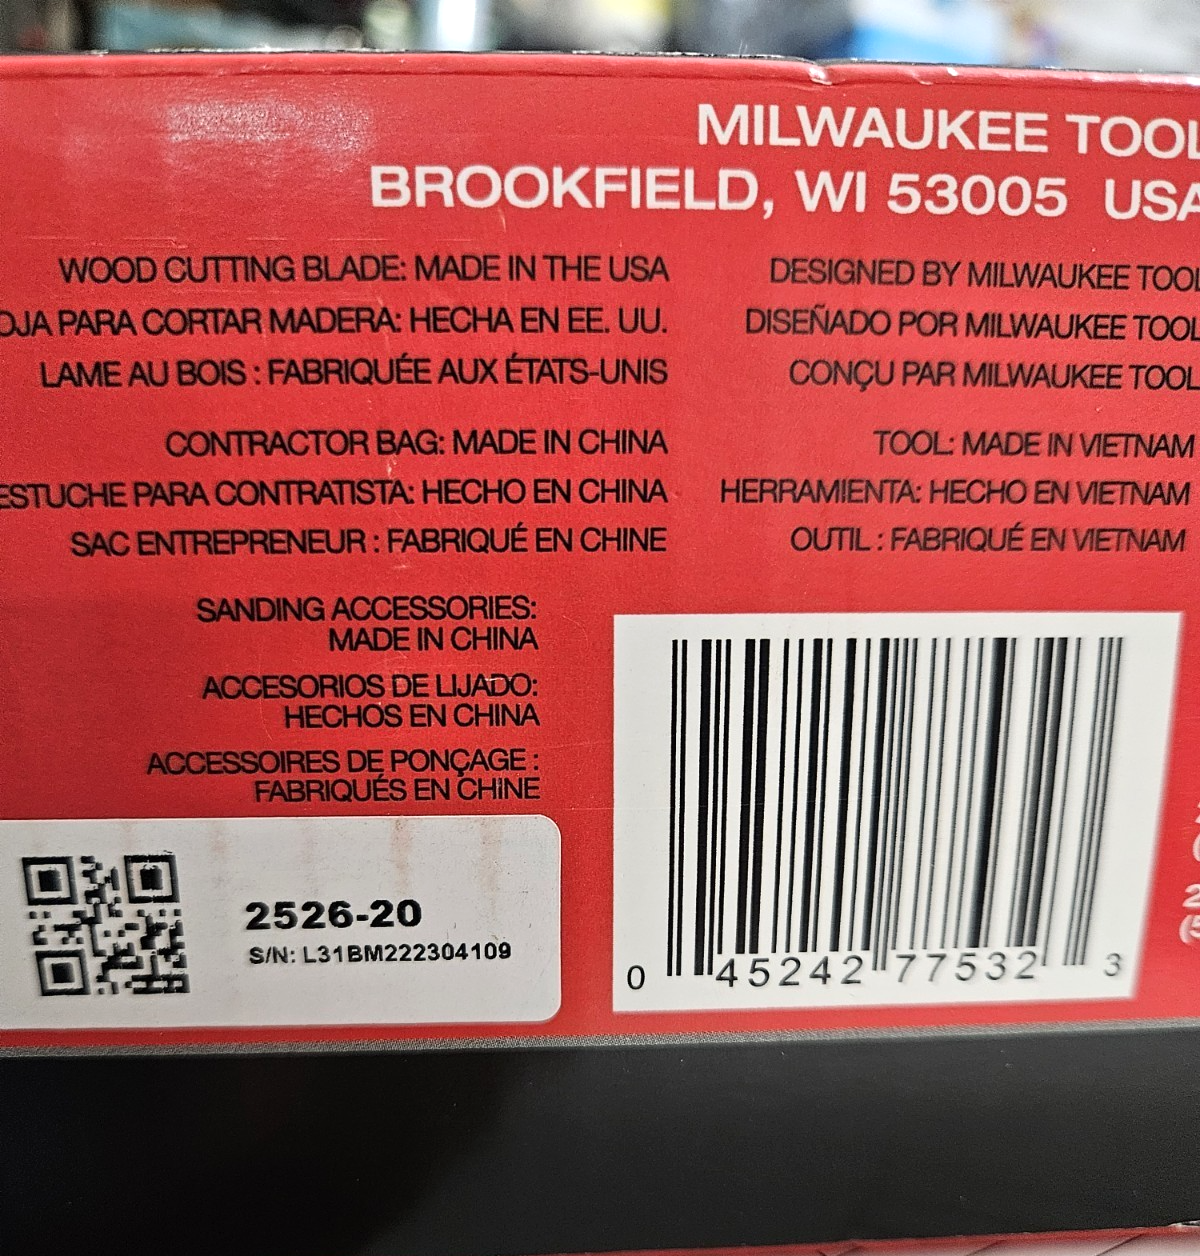 MILWAUKEE TOOL
BROOKFIELD, WI 53005 USA
WOOD CUTTING BLADE: MADE IN THE USA
OJA PARA CORTAR MADERA: HECHA EN EE. UU.
LAME AU BOIS : FABRIQUÉE AUX ÉTATS-UNIS
DESIGNED BY MILWAUKEE TOOL
DISEÑADO POR MILWAUKEE TOOL
CONÇU PAR MILWAUKEE TOOL
CONTRACTOR BAG: MADE IN CHINA
ESTUCHE PARA CONTRATISTA: HECHO EN CHINA
SAC ENTREPRENEUR : FABRIQUÉ EN CHINE
TOOL: MADE IN VIETNAM
HERRAMIENTA: HECHO EN VIETNAM
OUTIL : FABRIQUÉ EN VIETNAM
SANDING ACCESSORIES:
MADE IN CHINA
ACCESORIOS DE LIJADO:
HECHOS EN CHINA
ACCESSOIRES DE PONÇAGE :
FABRIQUÉS EN CHINE
2526-20
S/N: L31BM222304109
0 45242 77532 3